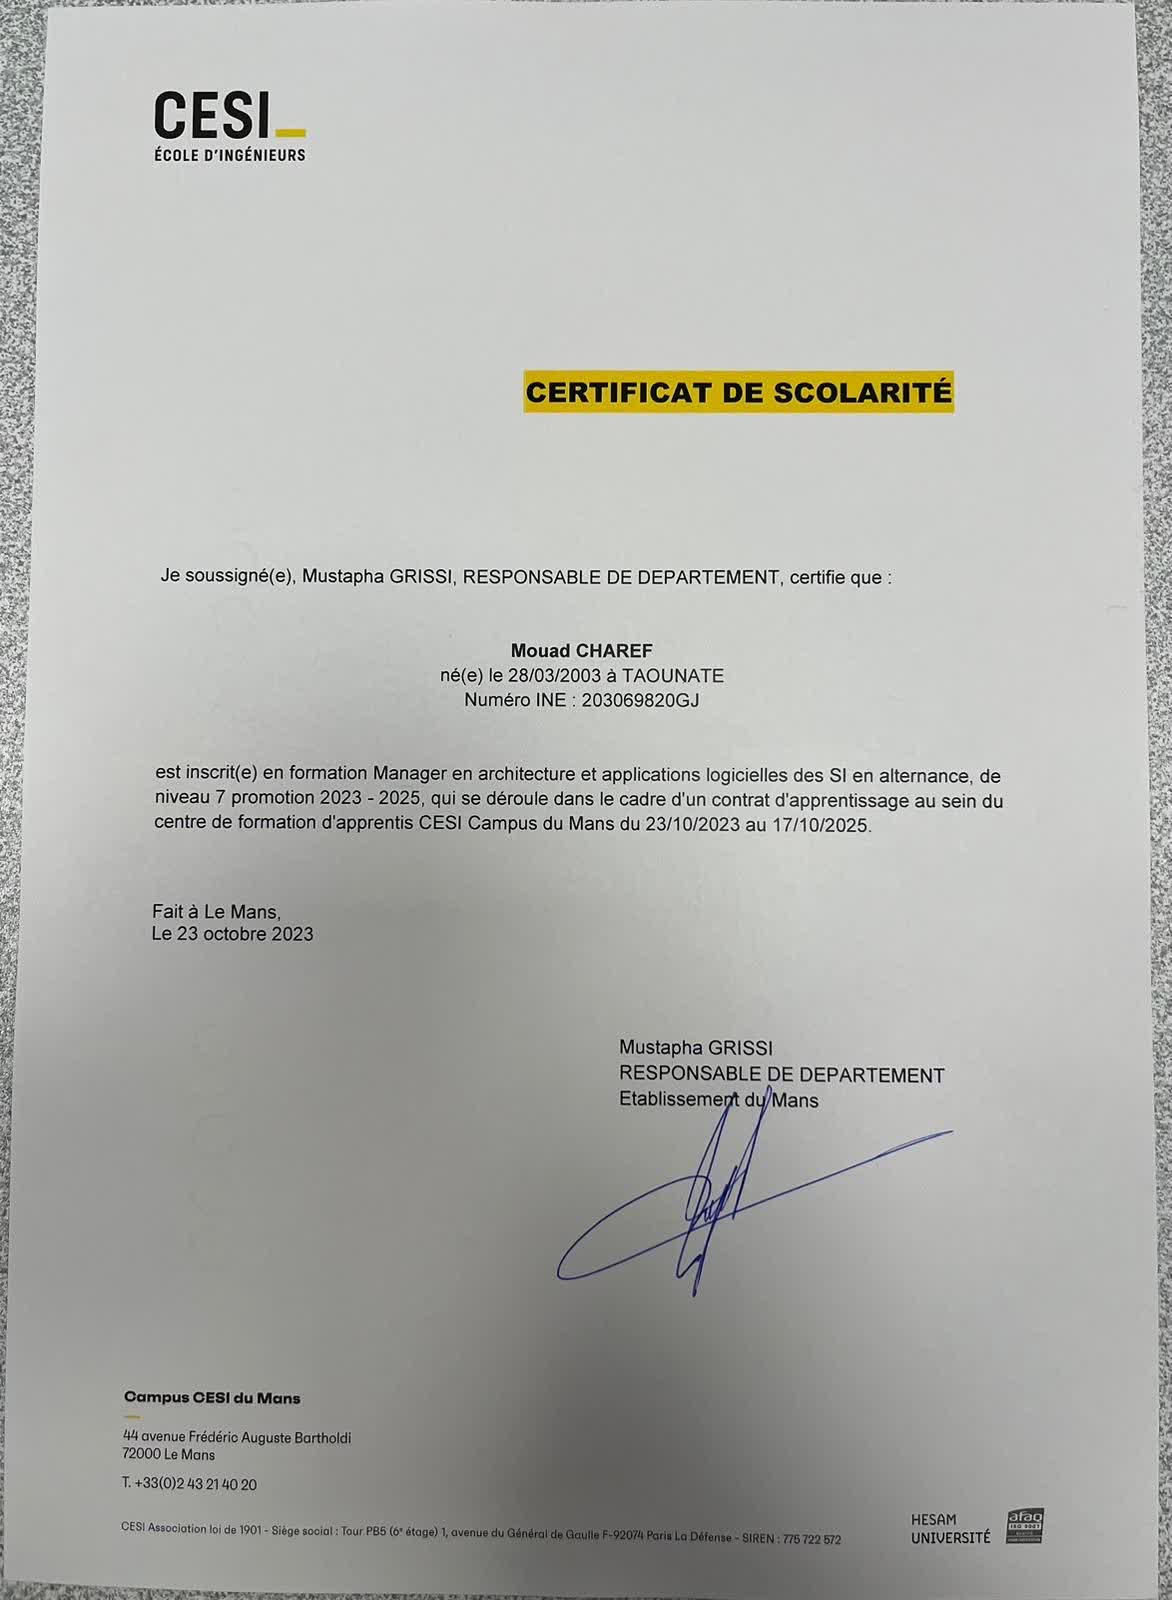 CESI_
ÉCOLE D'INGÉNIEURS
CERTIFICAT DE SCOLARITÉ
Je soussigné(e), Mustapha GRISSI, RESPONSABLE DE DEPARTEMENT, certifie que :
Mouad CHAREF
né(e) le 28/03/2003 à TAOUNATE
Numéro INE : 203069820GJ
est inscrit(e) en formation Manager en architecture et applications logicielles des SI en alternance, de
niveau 7 promotion 2023 - 2025, qui se déroule dans le cadre d'un contrat d'apprentissage au sein du
centre de formation d'apprentis CESI Campus du Mans du 23/10/2023 au 17/10/2025.
Fait à Le Mans,
Le 23 octobre 2023
Mustapha GRISSI
RESPONSABLE DE DEPARTEMENT
Etablissement du Mans
Campus CESI du Mans
44 avenue Frédéric Auguste Bartholdi
72000 Le Mans
T. +33(0)2 43 21 40 20
CESI Association loi de 1901 - Siège social : Tour PB5 (6e étage) 1, avenue du Général de Gaulle F-92074 Paris La Défense - SIREN : 775 722 572
HESAM
UNIVERSITÉ
afaq
ISO 9001